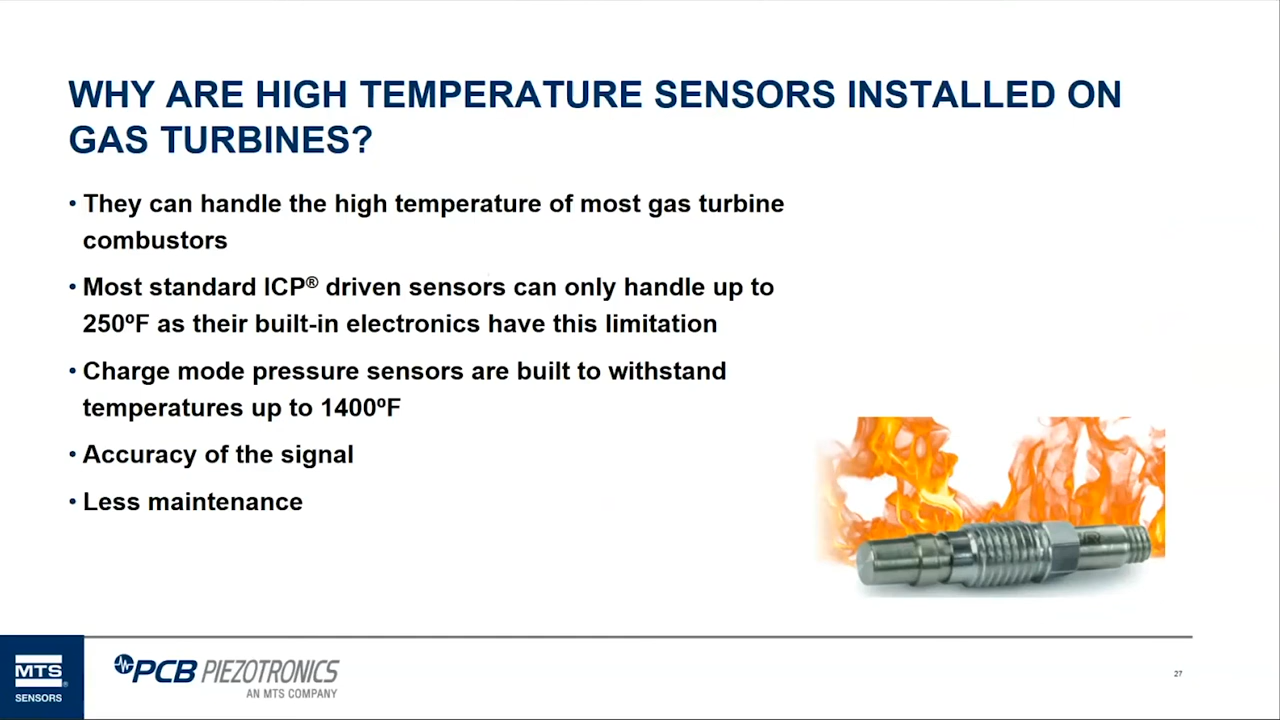 WHY ARE HIGH TEMPERATURE SENSORS INSTALLED ON
GAS TURBINES?
• They can handle the high temperature of most gas turbine
combustors
• Most standard ICP® driven sensors can only handle up to
250ºF as their built-in electronics have this limitation
• Charge mode pressure sensors are built to withstand
temperatures up to 1400ºF
• Accuracy of the signal
• Less maintenance
MTS®
SENSORS
PCB PIEZOTRONICS
AN MTS COMPANY
27